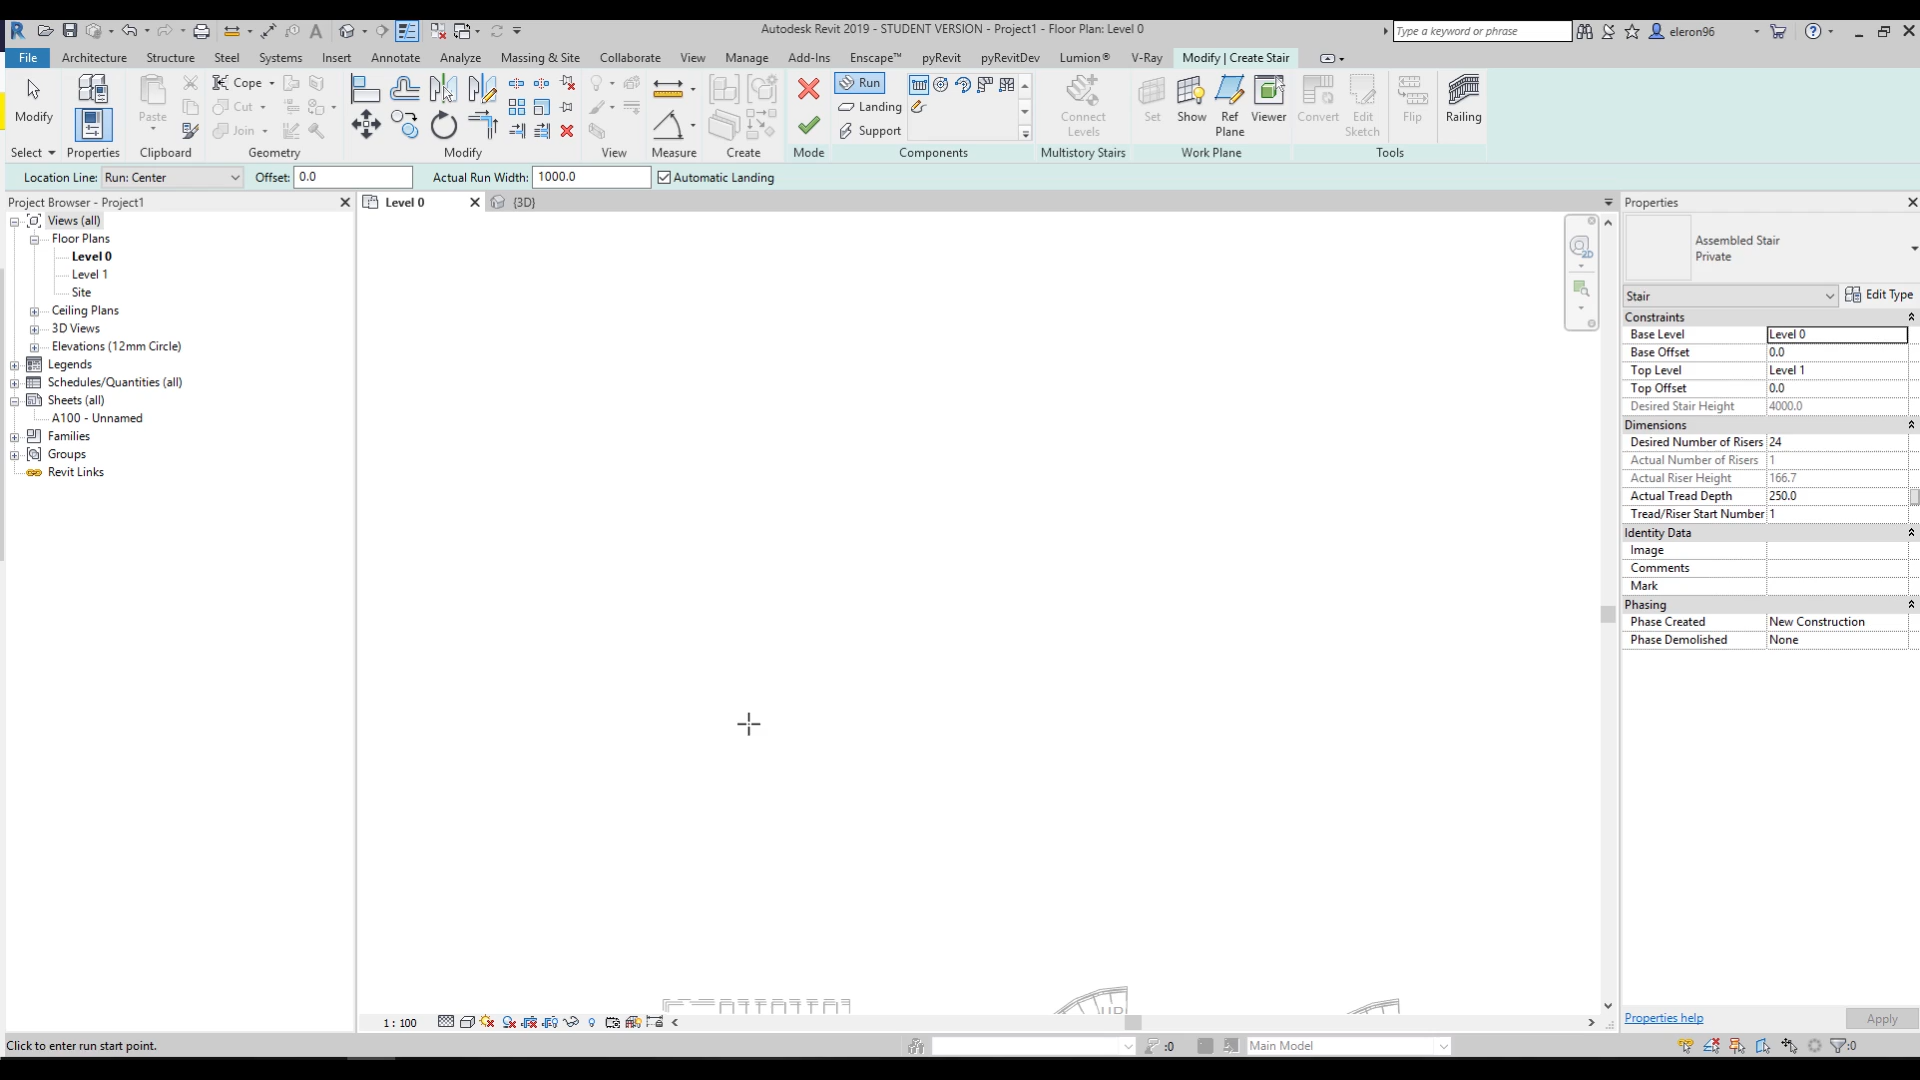 Autodesk Revit 2019 - STUDENT VERSION - Project1 - Floor Plan: Level 0
Type a keyword or phrase
eleron96
File Architecture Structure Steel Systems Insert Annotate Analyze Massing & Site Collaborate View Manage Add-Ins Enscape™ pyRevit pyRevitDev Lumion® V-Ray Modify | Create Stair
Modify
Paste
Cope
Cut
Join
Run
Landing
Support
Connect
Levels
Set
Show
Ref
Plane
Viewer
Convert
Edit
Sketch
Flip
Railing
Select Properties Clipboard Geometry Modify View Measure Create Mode Components Multistory Stairs Work Plane Tools
Location Line: Run: Center Offset: 0.0 Actual Run Width: 1000.0 Automatic Landing
Project Browser - Project1
Views (all)
Floor Plans
Level 0
Level 1
Site
Ceiling Plans
3D Views
Elevations (12mm Circle)
Legends
Schedules/Quantities (all)
Sheets (all)
A100 - Unnamed
Families
Groups
Revit Links
Level 0
{3D}
2D
UP
1 : 100
Properties
Assembled Stair
Private
Stair
Edit Type
Constraints
Base Level Level 0
Base Offset 0.0
Top Level Level 1
Top Offset 0.0
Desired Stair Height 4000.0
Dimensions
Desired Number of Risers 24
Actual Number of Risers 1
Actual Riser Height 166.7
Actual Tread Depth 250.0
Tread/Riser Start Number 1
Identity Data
Image
Comments
Mark
Phasing
Phase Created New Construction
Phase Demolished None
Properties help
Apply
Click to enter run start point.
:0
Main Model
:0